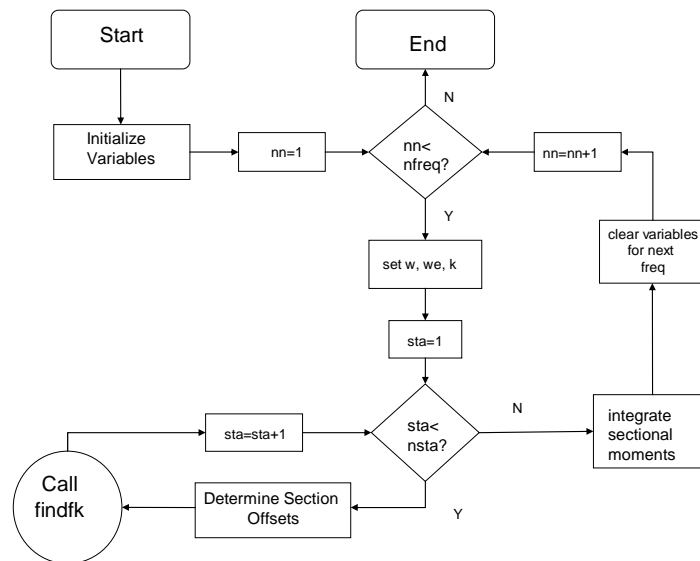 Start
End
N
Initialize
Variables
nn=1
nn<
nfreq?
nn=nn+1
Y
set w, we, k
clear variables
for next
freq
sta=1
sta=sta+1
sta<
nsta?
N
integrate
sectional
moments
Call
findfk
Determine Section
Offsets
Y